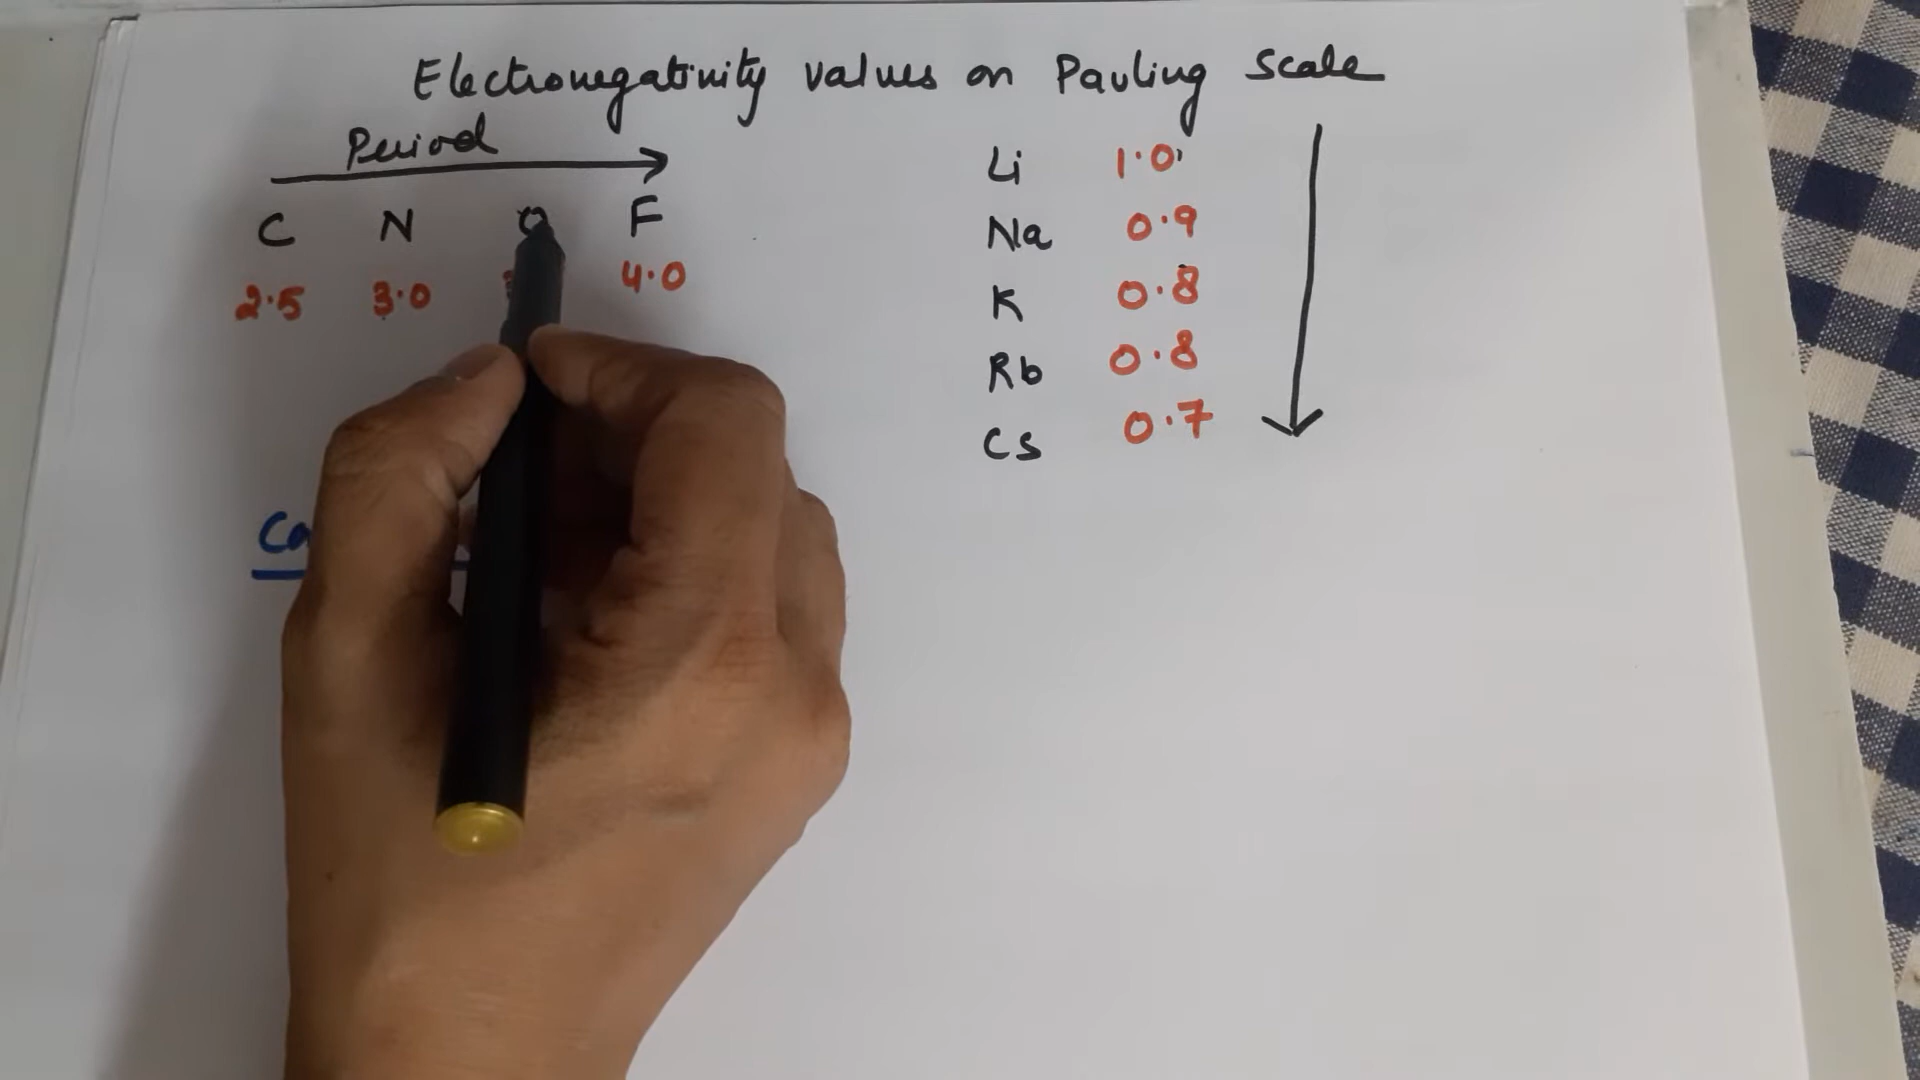 Electronegativity values on Pauling Scale
Period
C N O F
2.5 3.0 4.0
Li 1.0
Na 0.9
K 0.8
Rb 0.8
Cs 0.7